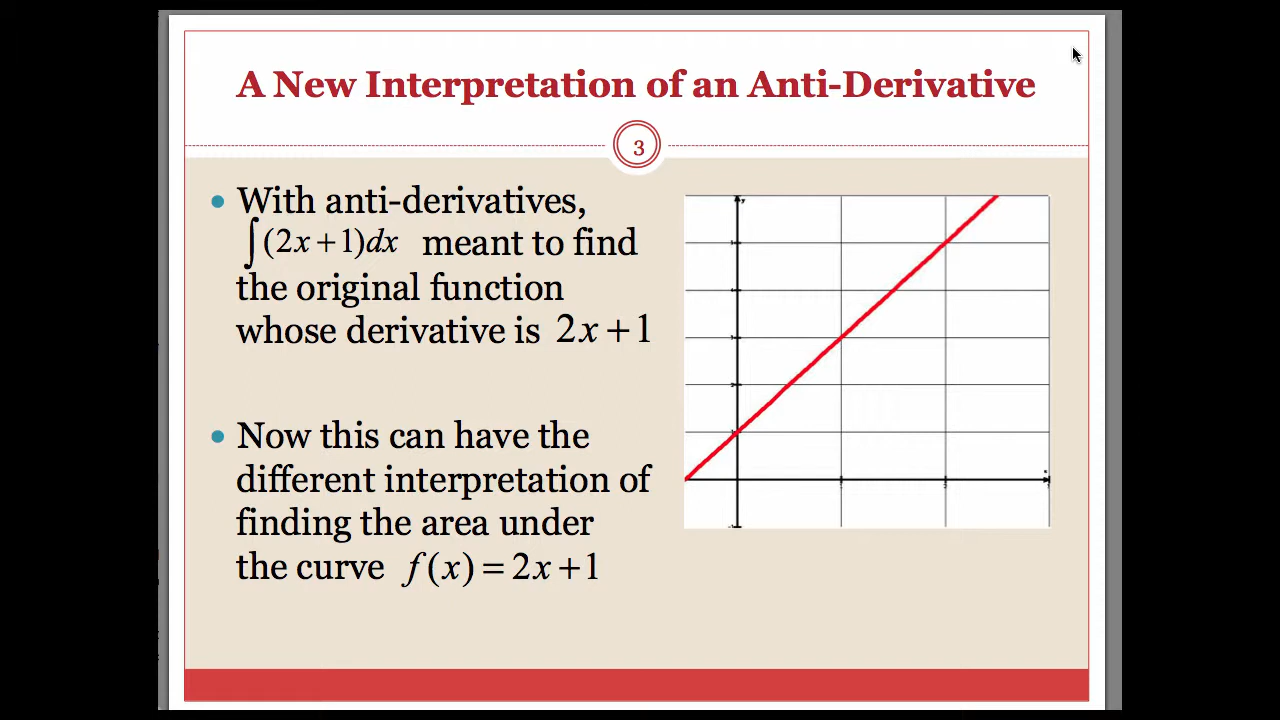 A New Interpretation of an Anti-Derivative
3
• With anti-derivatives,
∫(2x+1)dx meant to find
the original function
whose derivative is 2x+1
• Now this can have the
different interpretation of
finding the area under
the curve f(x)=2x+1